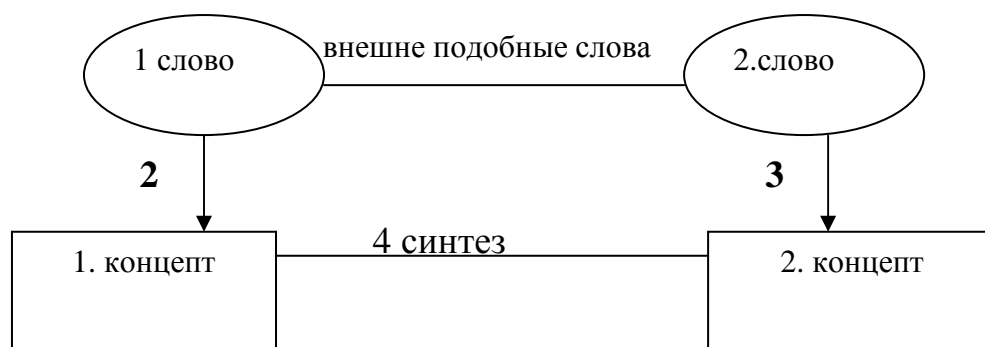 1 слово
внешне подобные слова
2.слово
2
3
4 синтез
1. концепт
2. концепт